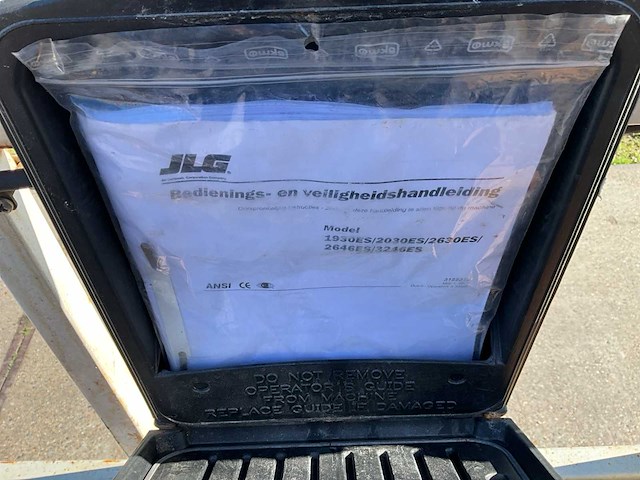 JLG
Bedienings- en veiligheidshandleiding
Model
1930ES/2030ES/2630ES/
2646ES/3246ES
ANSI CE
DO NOT REMOVE
OPERATOR'S GUIDE
FROM MACHINE
REPLACE GUIDE IF DAMAGED